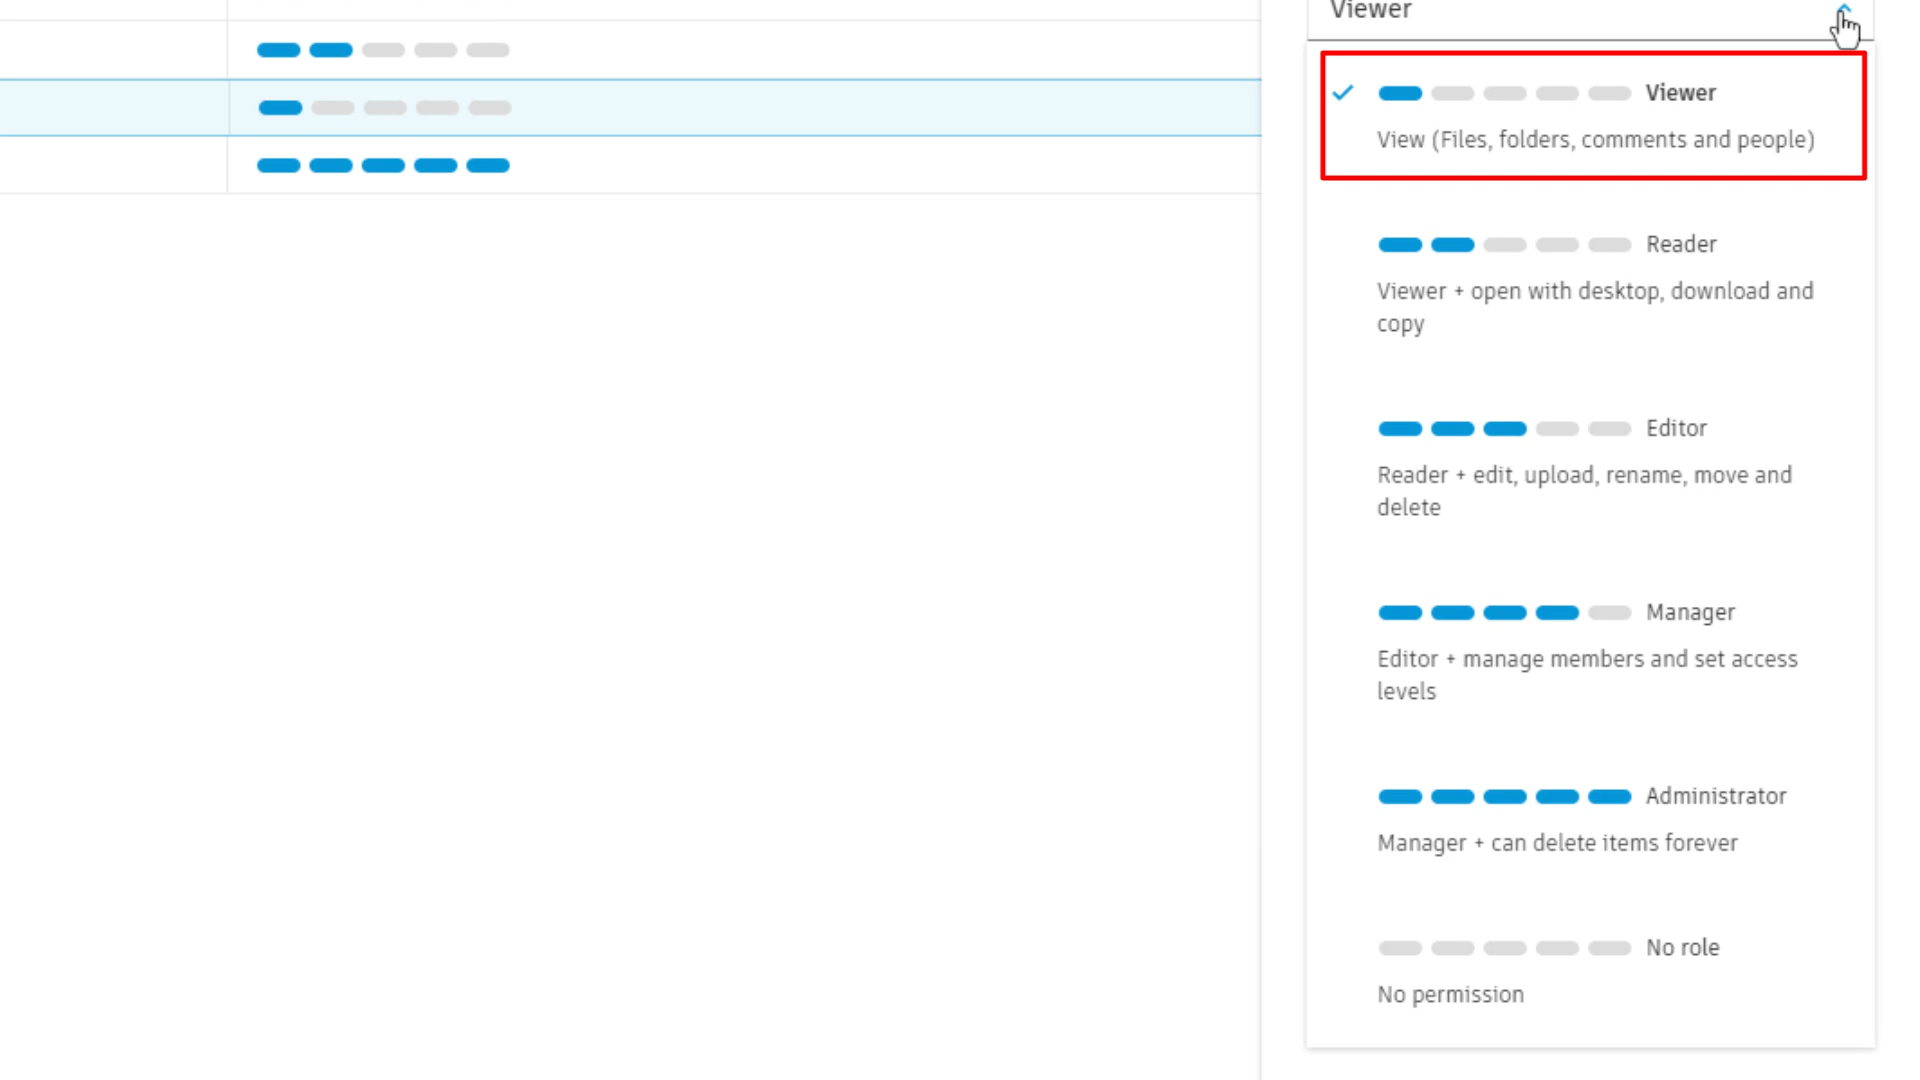 Viewer
Viewer
View (Files, folders, comments and people)
Reader
Viewer + open with desktop, download and
copy
Editor
Reader + edit, upload, rename, move and
delete
Manager
Editor + manage members and set access
levels
Administrator
Manager + can delete items forever
No role
No permission